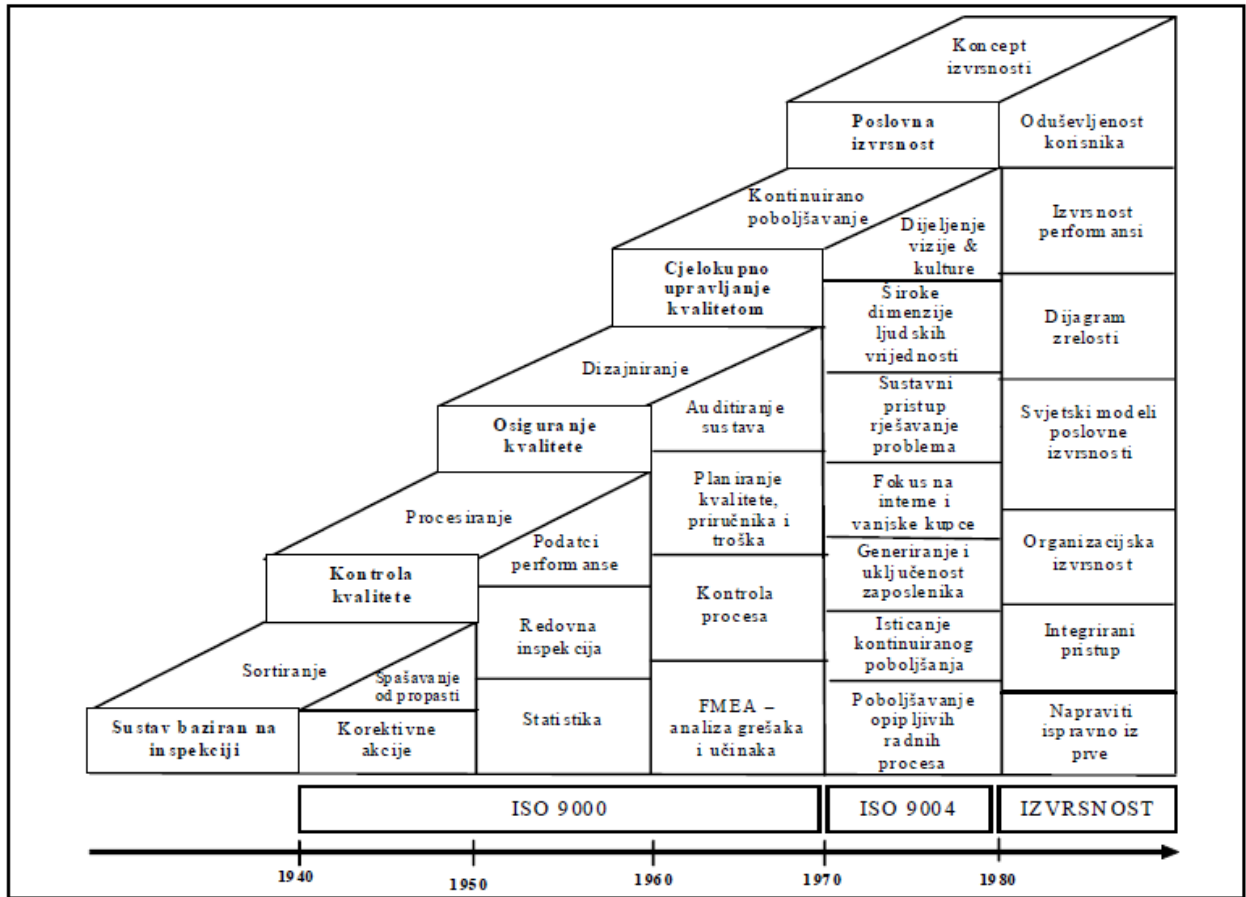 Koncept
izvrsnosti
Poslovna
izvrsnost
Oduševljenost
korisnika
Kontinuirano
poboljšavanje
Dijeljenje
vizije &
kulture
Izvrsnost
performansi
Cjelokupno
upravljanje
kvalitetom
Široke
dimenzije
ljudskih
vrijednosti
Dijagram
zrelosti
Dizajniranje
Auditiranje
sustava
Sustavni
pristup
rješavanje
problema
Svjetski modeli
poslovne
izvrsnosti
Osiguranje
kvalitete
Planiranje
kvalitete,
priručnika i
troška
Fokus na
interne i
vanjske kupce
Procesiranje
Podatci
performanse
Generiranje i
uključenost
zaposlenika
Organizacijska
izvrsnost
Kontrola
kvalitete
Redovna
inspekcija
Kontrola
procesa
Isticanje
kontinuiranog
poboljšanja
Integrirani
pristup
Sortiranje
Spašavanje
od propasti
Sustav baziran na
inspekciji
Korektivne
akcije
Statistika
FMEA –
analiza grešaka
i učinaka
Poboljšavanje
opipljivih
radnih
procesa
Napraviti
ispravno iz
prve
ISO 9000
ISO 9004
IZVRSNOST
1940
1950
1960
1970
1980